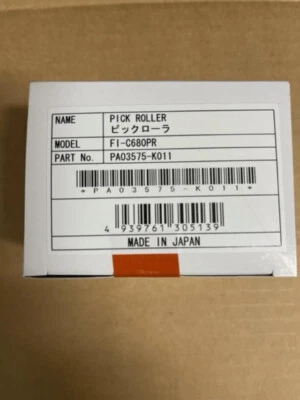 NAME PICK ROLLER
ピックローラ
MODEL FI-C680PR
PART No. PA03575-K011
*PA03575-K011*
4 939761 305139
MADE IN JAPAN